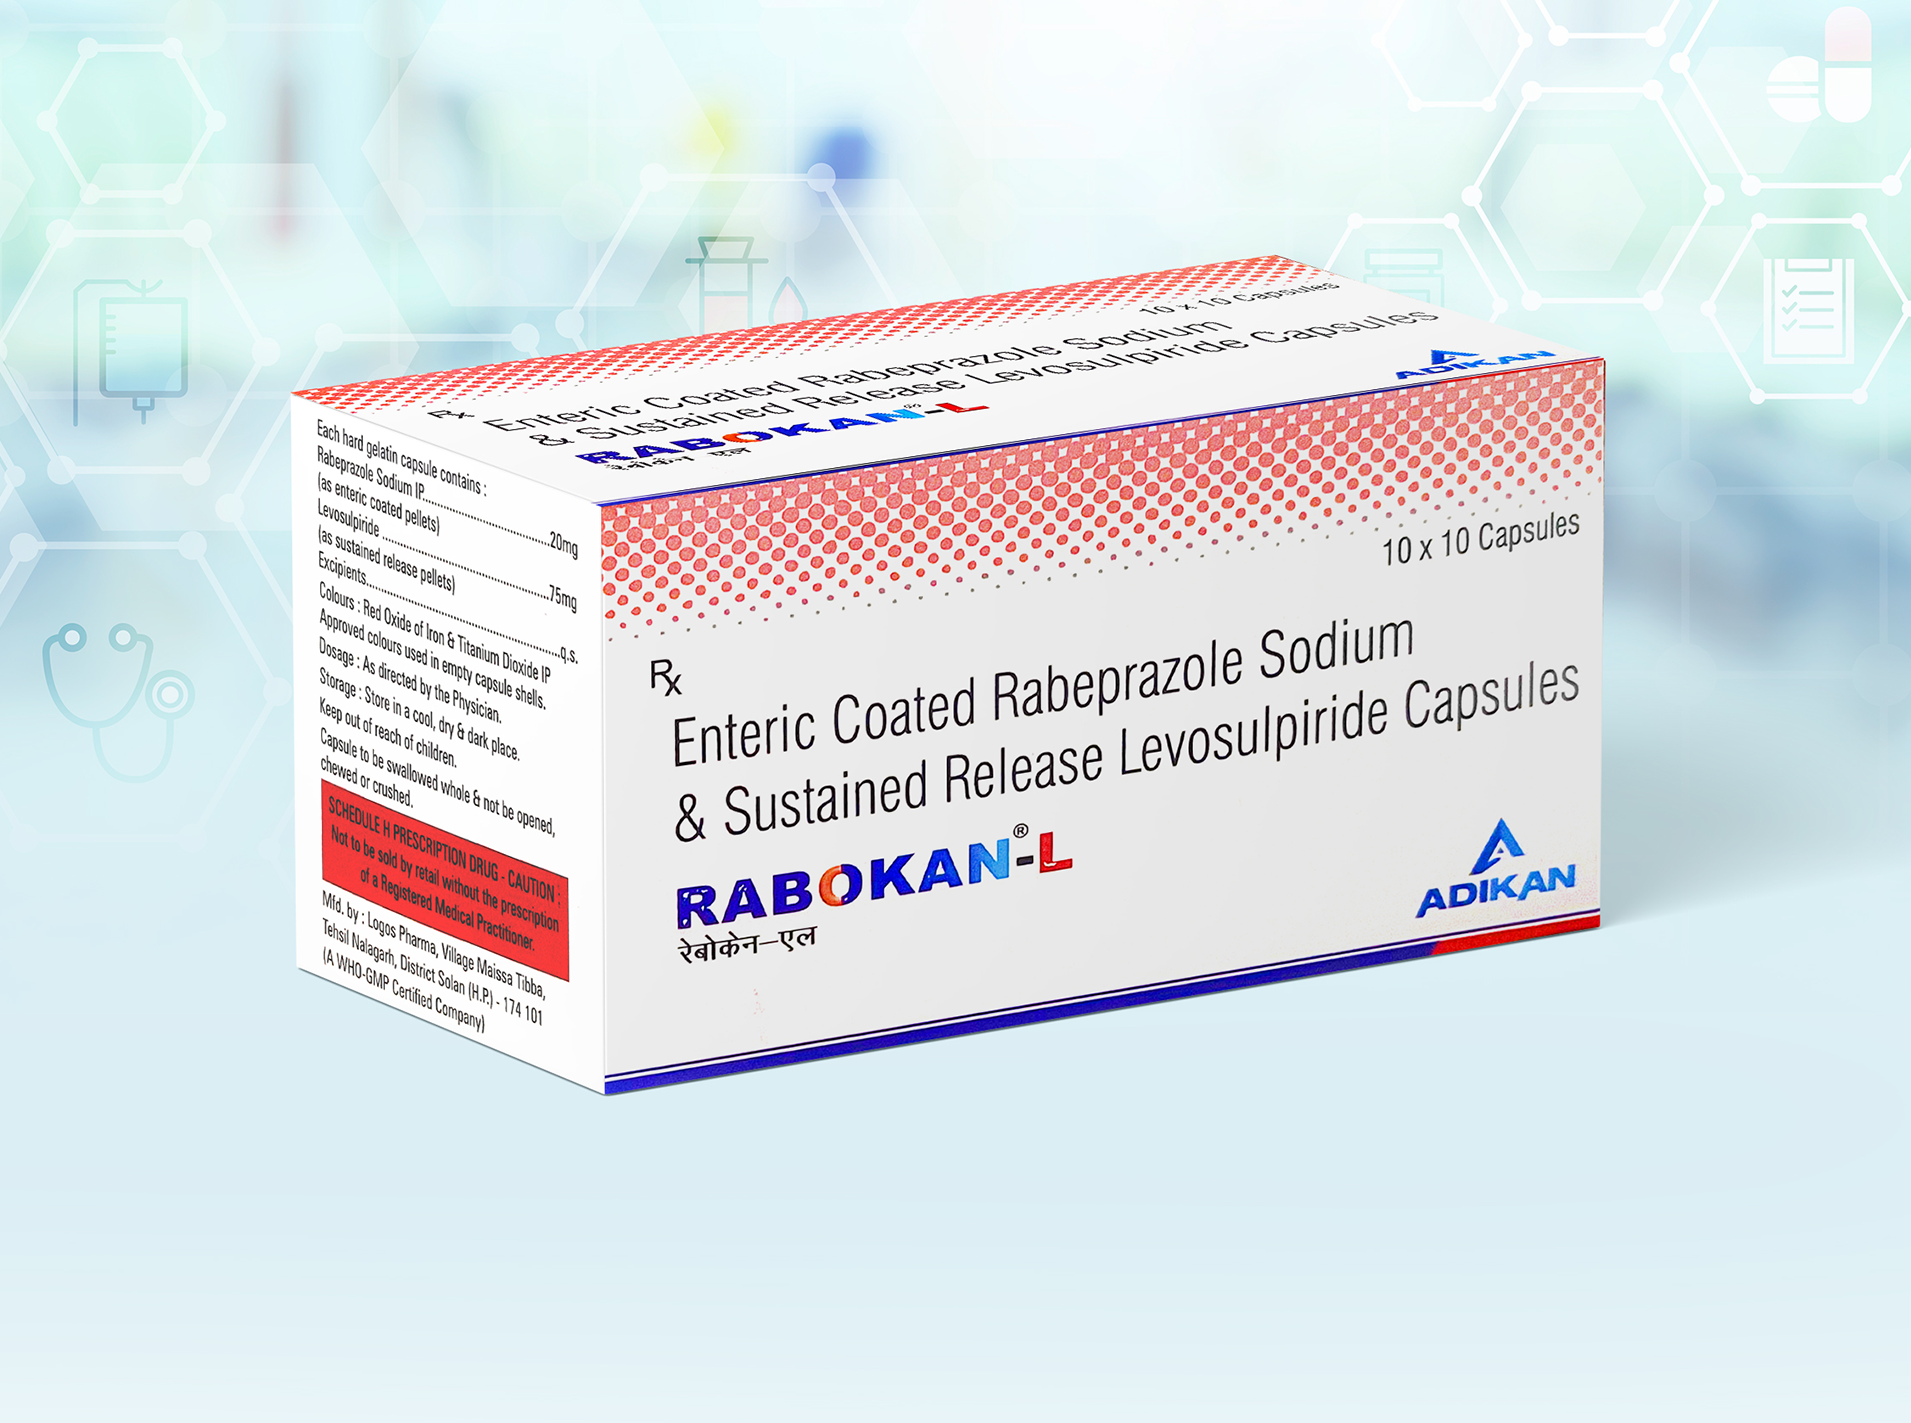 10 x 10 Capsules
Rx
Enteric Coated Rabeprazole Sodium
& Sustained Release Levosulpiride Capsules
RABOKAN®-L
रेबोकेन एल
ADIKAN
Each hard gelatin capsule contains :
Rabeprazole Sodium IP..............................20mg
(as enteric coated pellets)
Levosulpiride ..........................................75mg
(as sustained release pellets)
Excipients................................................q.s.
Colours : Red Oxide of Iron & Titanium Dioxide IP
Approved colours used in empty capsule shells.
Dosage : As directed by the Physician.
Storage : Store in a cool, dry & dark place.
Keep out of reach of children.
Capsule to be swallowed whole & not be opened,
chewed or crushed.
SCHEDULE H PRESCRIPTION DRUG - CAUTION :
Not to be sold by retail without the prescription
of a Registered Medical Practitioner.
Mfd. by : Logos Pharma, Village Maissa Tibba,
Tehsil Nalagarh, District Solan (H.P.) - 174 101
(A WHO-GMP Certified Company)
10 x 10 Capsules
Rx
Enteric Coated Rabeprazole Sodium
& Sustained Release Levosulpiride Capsules
RABOKAN®-L
रेबोकेन–एल
ADIKAN